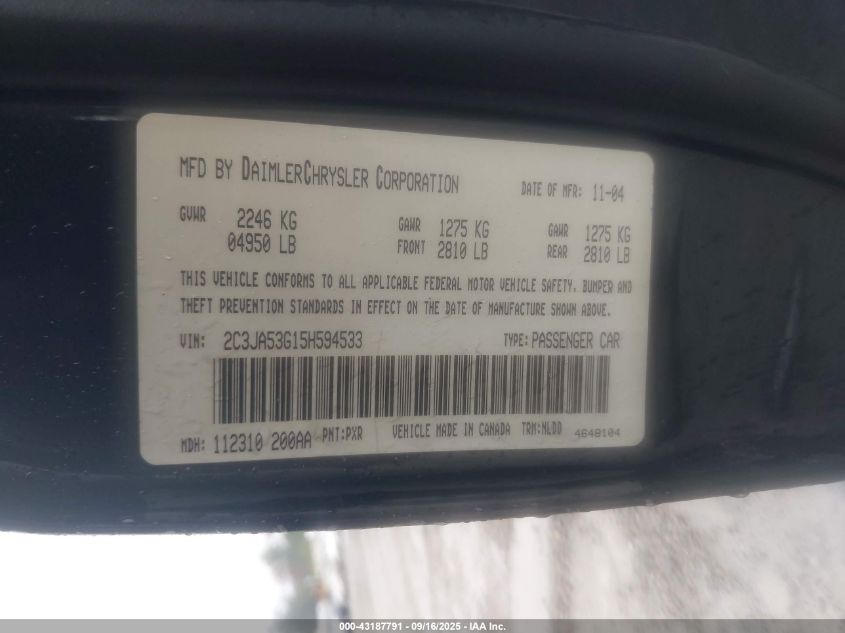 MFD BY DAIMLERCHRYSLER CORPORATION DATE OF MFR: 11-04
GVWR 2246 KG GAWR 1275 KG GAWR 1275 KG
04950 LB FRONT 2810 LB REAR 2810 LB
THIS VEHICLE CONFORMS TO ALL APPLICABLE FEDERAL MOTOR VEHICLE SAFETY, BUMPER AND
THEFT PREVENTION STANDARDS IN EFFECT ON THE DATE OF MANUFACTURE SHOWN ABOVE.
VIN: 2C3JA53G15H594533 TYPE: PASSENGER CAR
MDH: 112310 200AA PNT:PXR VEHICLE MADE IN CANADA TRM:NLDD 4648104
000-43187791 - 09/16/2025 - IAA Inc.